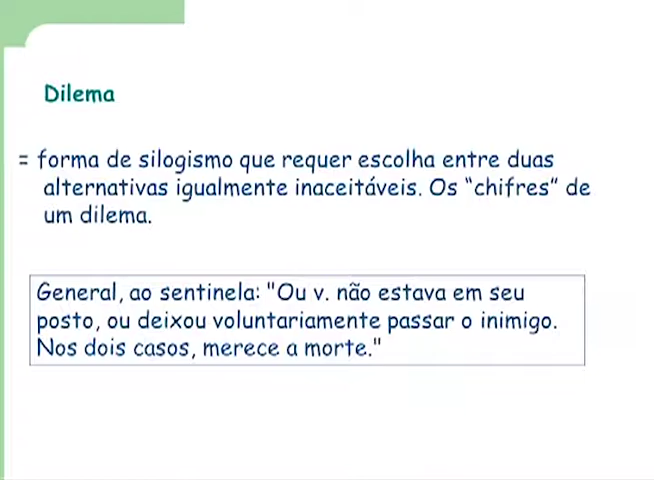 Dilema
= forma de silogismo que requer escolha entre duas
alternativas igualmente inaceitáveis. Os “chifres” de
um dilema.
General, ao sentinela: "Ou v. não estava em seu
posto, ou deixou voluntariamente passar o inimigo.
Nos dois casos, merece a morte."